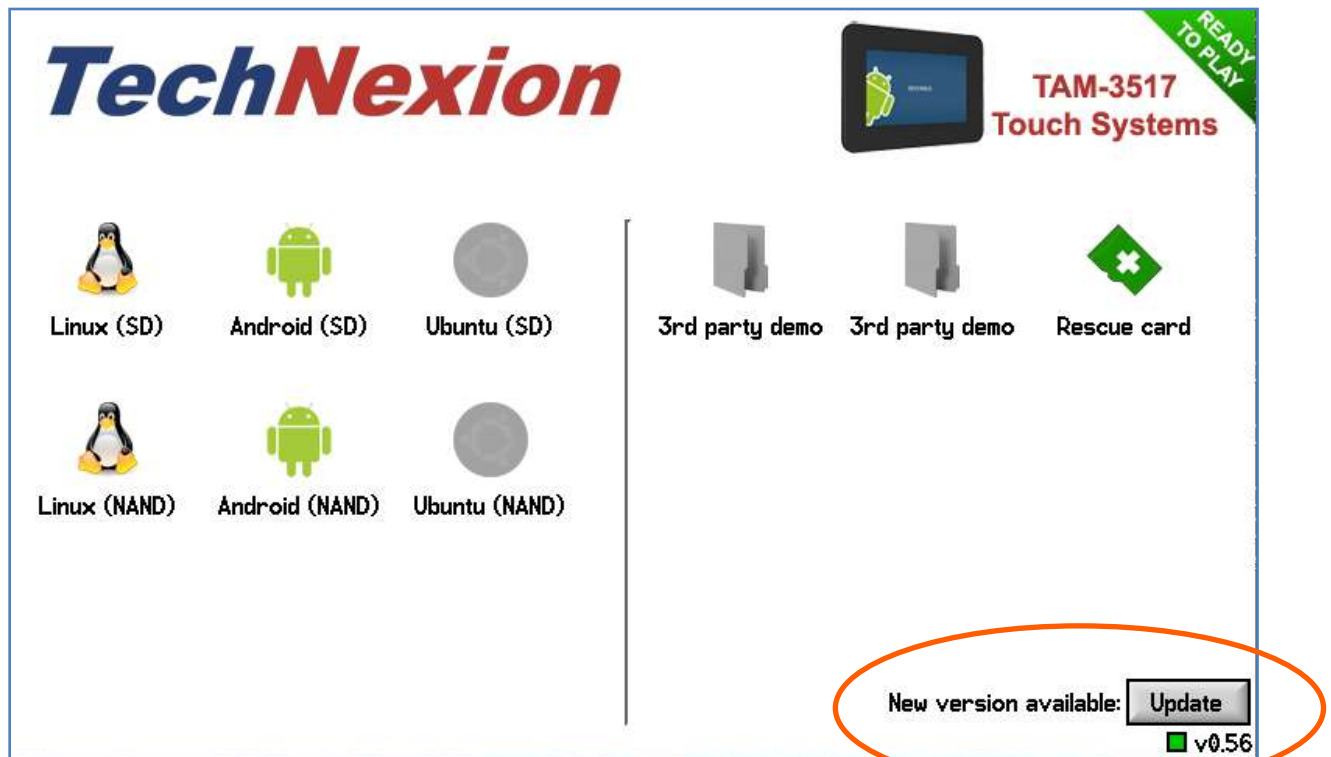 TechNexion
READY
TO PLAY
TAM-3517
Touch Systems
Linux (SD) Android (SD) Ubuntu (SD) 3rd party demo 3rd party demo Rescue card
Linux (NAND) Android (NAND) Ubuntu (NAND)
New version available: Update
v0.56